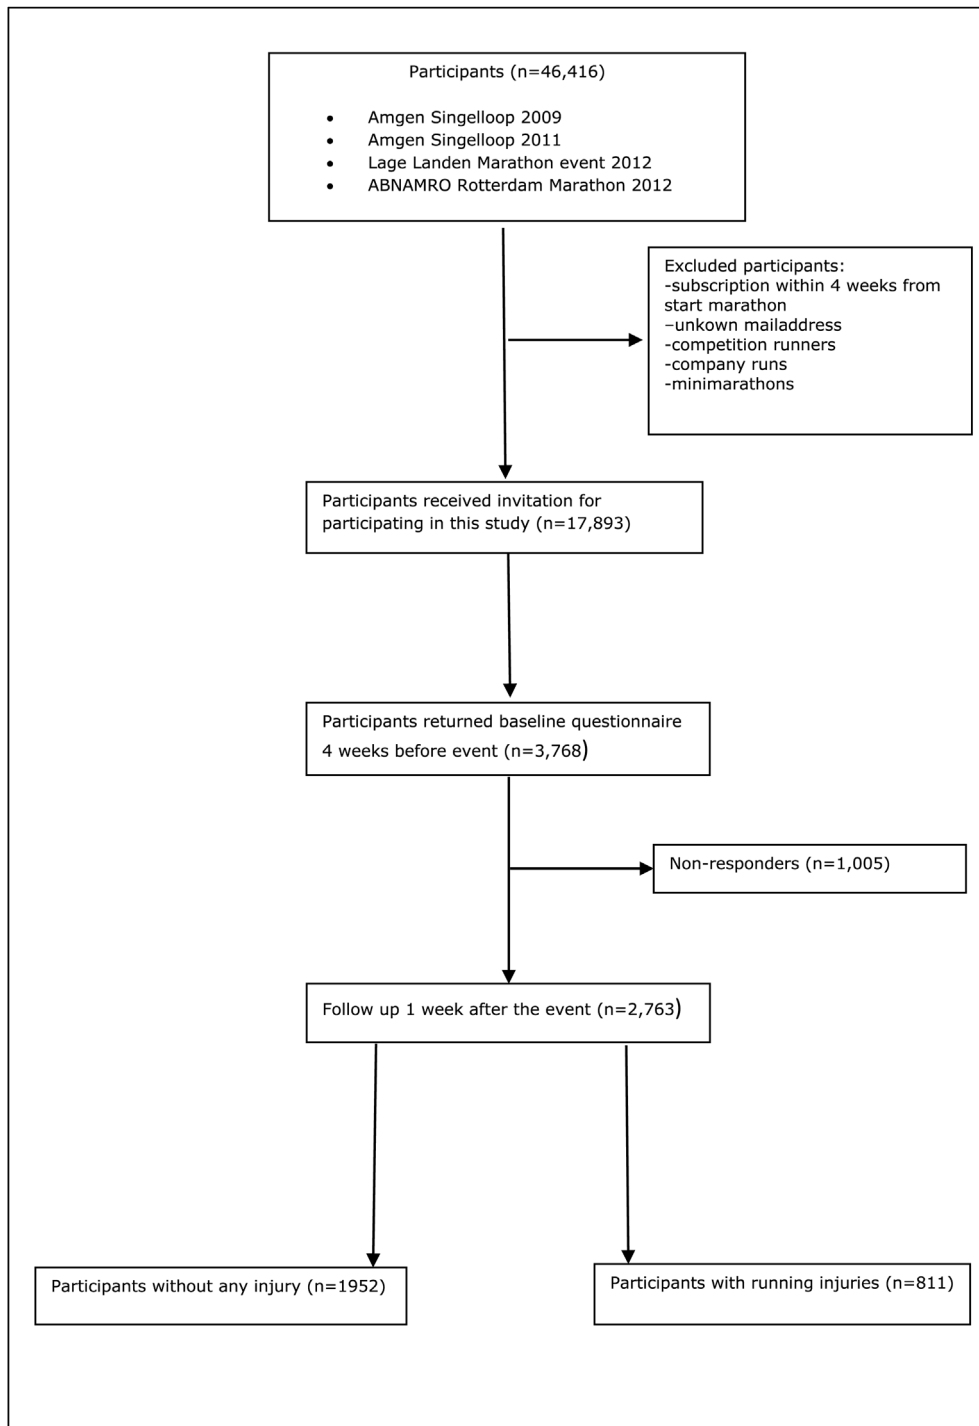 Participants (n=46,416)
• Amgen Singelloop 2009
• Amgen Singelloop 2011
• Lage Landen Marathon event 2012
• ABNAMRO Rotterdam Marathon 2012
Excluded participants:
-subscription within 4 weeks from
start marathon
–unkown mailaddress
-competition runners
-company runs
-minimarathons
Participants received invitation for
participating in this study (n=17,893)
Participants returned baseline questionnaire
4 weeks before event (n=3,768)
Non-responders (n=1,005)
Follow up 1 week after the event (n=2,763)
Participants without any injury (n=1952)
Participants with running injuries (n=811)